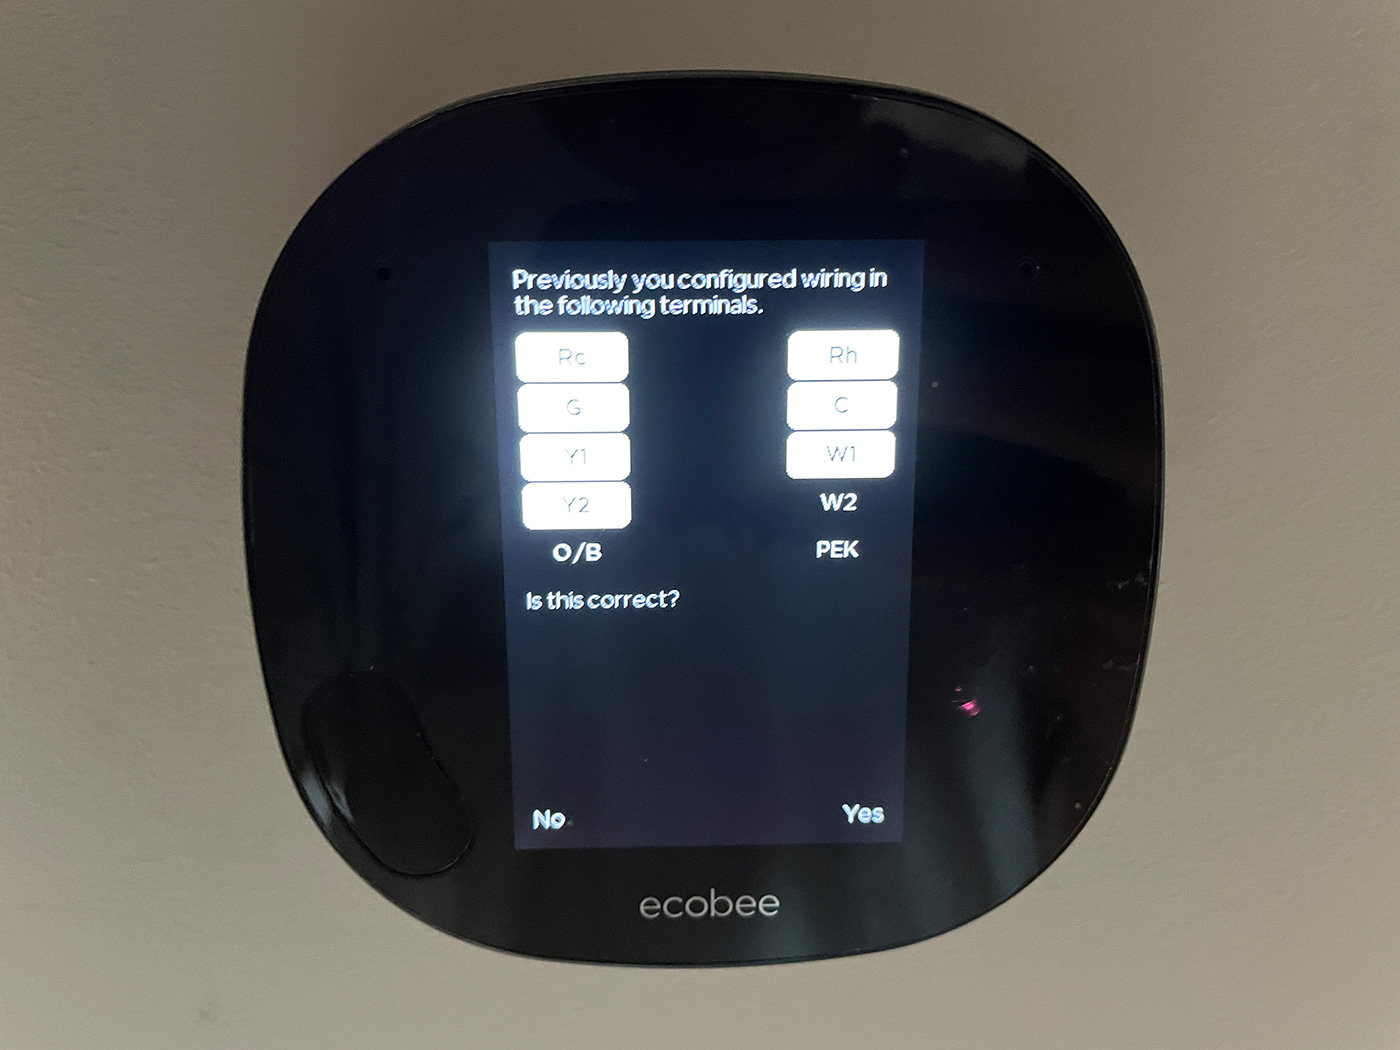 Previously you configured wiring in
the following terminals.
Rc Rh
G C
Y1 W1
Y2 W2
O/B PEK
Is this correct?
No Yes
ecobee